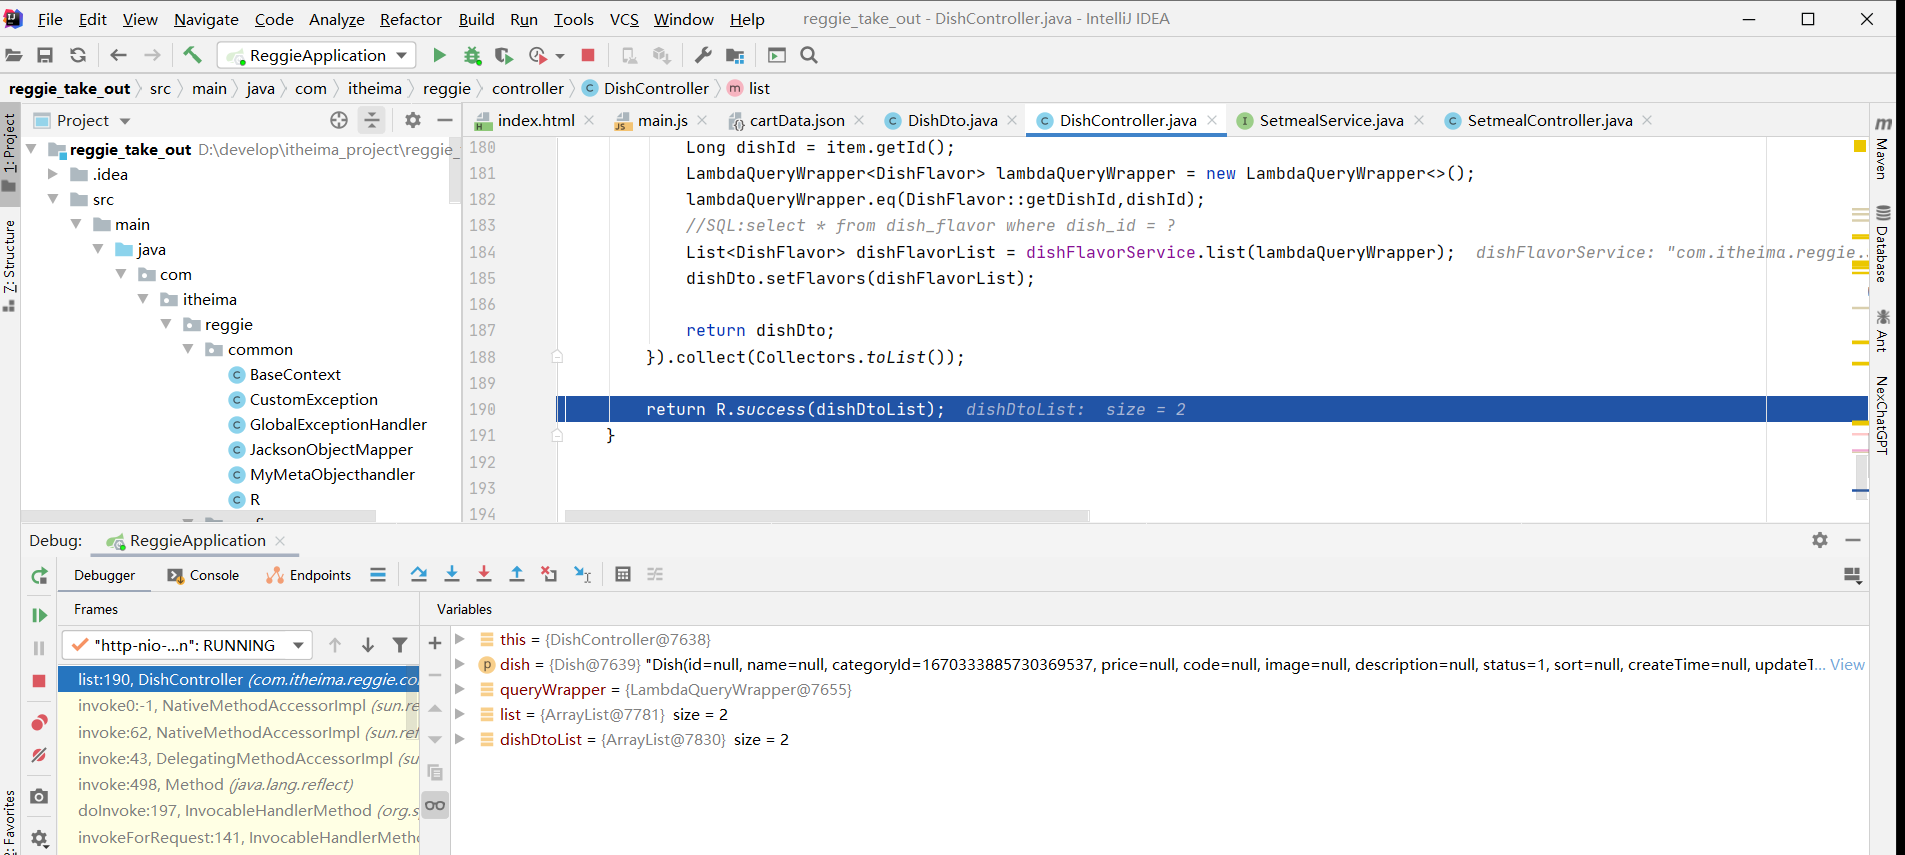 File Edit View Navigate Code Analyze Refactor Build Run Tools VCS Window Help reggie_take_out - DishController.java - IntelliJ IDEA
ReggieApplication
reggie_take_out src main java com itheima reggie controller DishController list
Project
index.html main.js cartData.json DishDto.java DishController.java SetmealService.java SetmealController.java
1: Project
7: Structure
2: Favorites
reggie_take_out D:\develop\itheima_project\reggie_
.idea
src
main
java
com
itheima
reggie
common
BaseContext
CustomException
GlobalExceptionHandler
JacksonObjectMapper
MyMetaObjecthandler
R
180 Long dishId = item.getId();
181 LambdaQueryWrapper<DishFlavor> lambdaQueryWrapper = new LambdaQueryWrapper<>();
182 lambdaQueryWrapper.eq(DishFlavor::getDishId,dishId);
183 //SQL:select * from dish_flavor where dish_id = ?
184 List<DishFlavor> dishFlavorList = dishFlavorService.list(lambdaQueryWrapper); dishFlavorService: "com.itheima.reggie.
185 dishDto.setFlavors(dishFlavorList);
186
187 return dishDto;
188 }).collect(Collectors.toList());
189
190 return R.success(dishDtoList); dishDtoList: size = 2
191 }
192
193
194
Maven
Database
Ant
NexChatGPT
Debug: ReggieApplication
Debugger Console Endpoints
Frames
"http-nio-...n": RUNNING
list:190, DishController (com.itheima.reggie.co
invoke0:-1, NativeMethodAccessorImpl (sun.re
invoke:62, NativeMethodAccessorImpl (sun.ref
invoke:43, DelegatingMethodAccessorImpl (su
invoke:498, Method (java.lang.reflect)
doInvoke:197, InvocableHandlerMethod (org.s
invokeForRequest:141, InvocableHandlerMeth
Variables
this = {DishController@7638}
dish = {Dish@7639} "Dish(id=null, name=null, categoryId=1670333885730369537, price=null, code=null, image=null, description=null, status=1, sort=null, createTime=null, updateT... View
queryWrapper = {LambdaQueryWrapper@7655}
list = {ArrayList@7781} size = 2
dishDtoList = {ArrayList@7830} size = 2